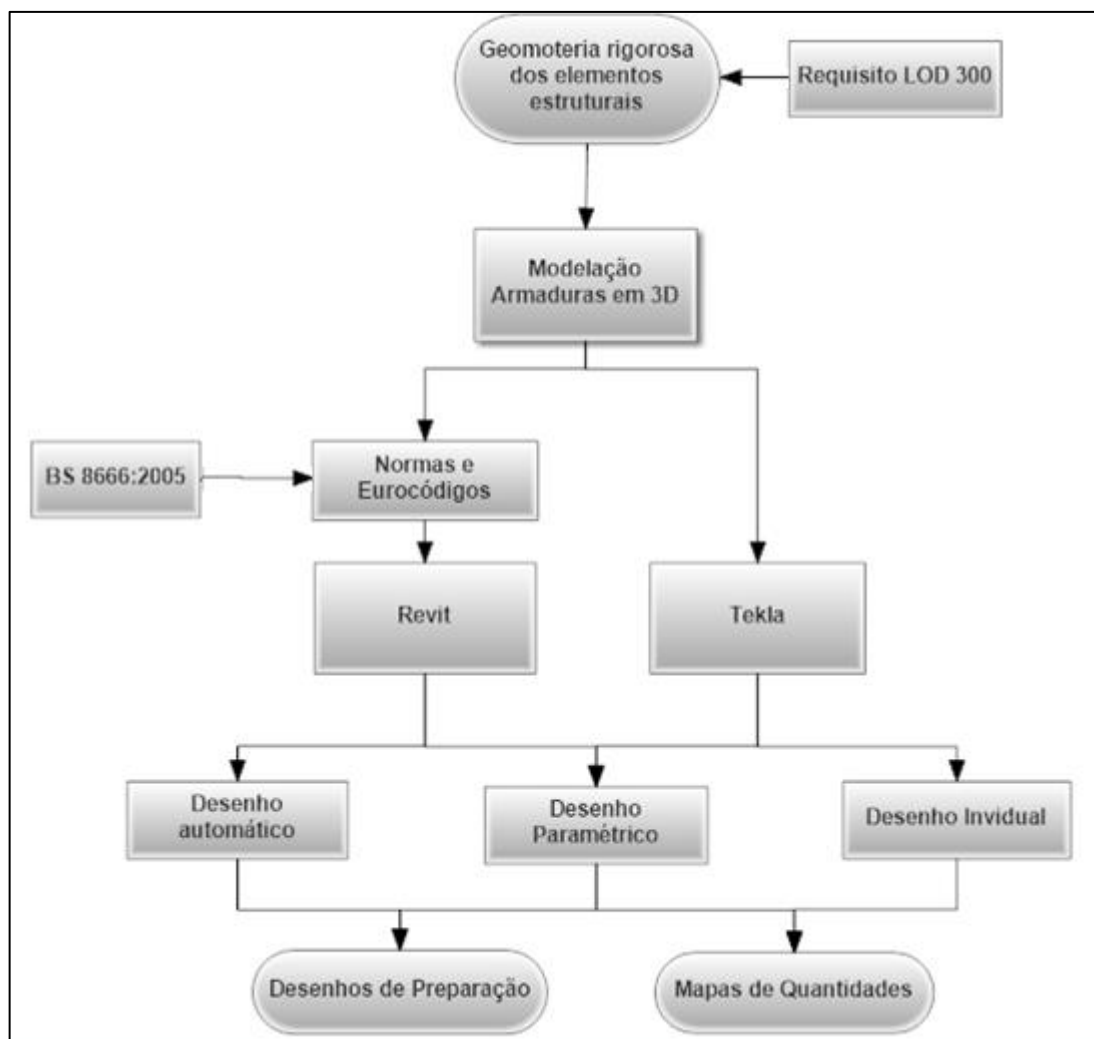 Geomoteria rigorosa
dos elementos
estruturais
Requisito LOD 300
Modelação
Armaduras em 3D
BS 8666:2005
Normas e
Eurocódigos
Revit
Tekla
Desenho
automático
Desenho
Paramétrico
Desenho Invidual
Desenhos de Preparação
Mapas de Quantidades